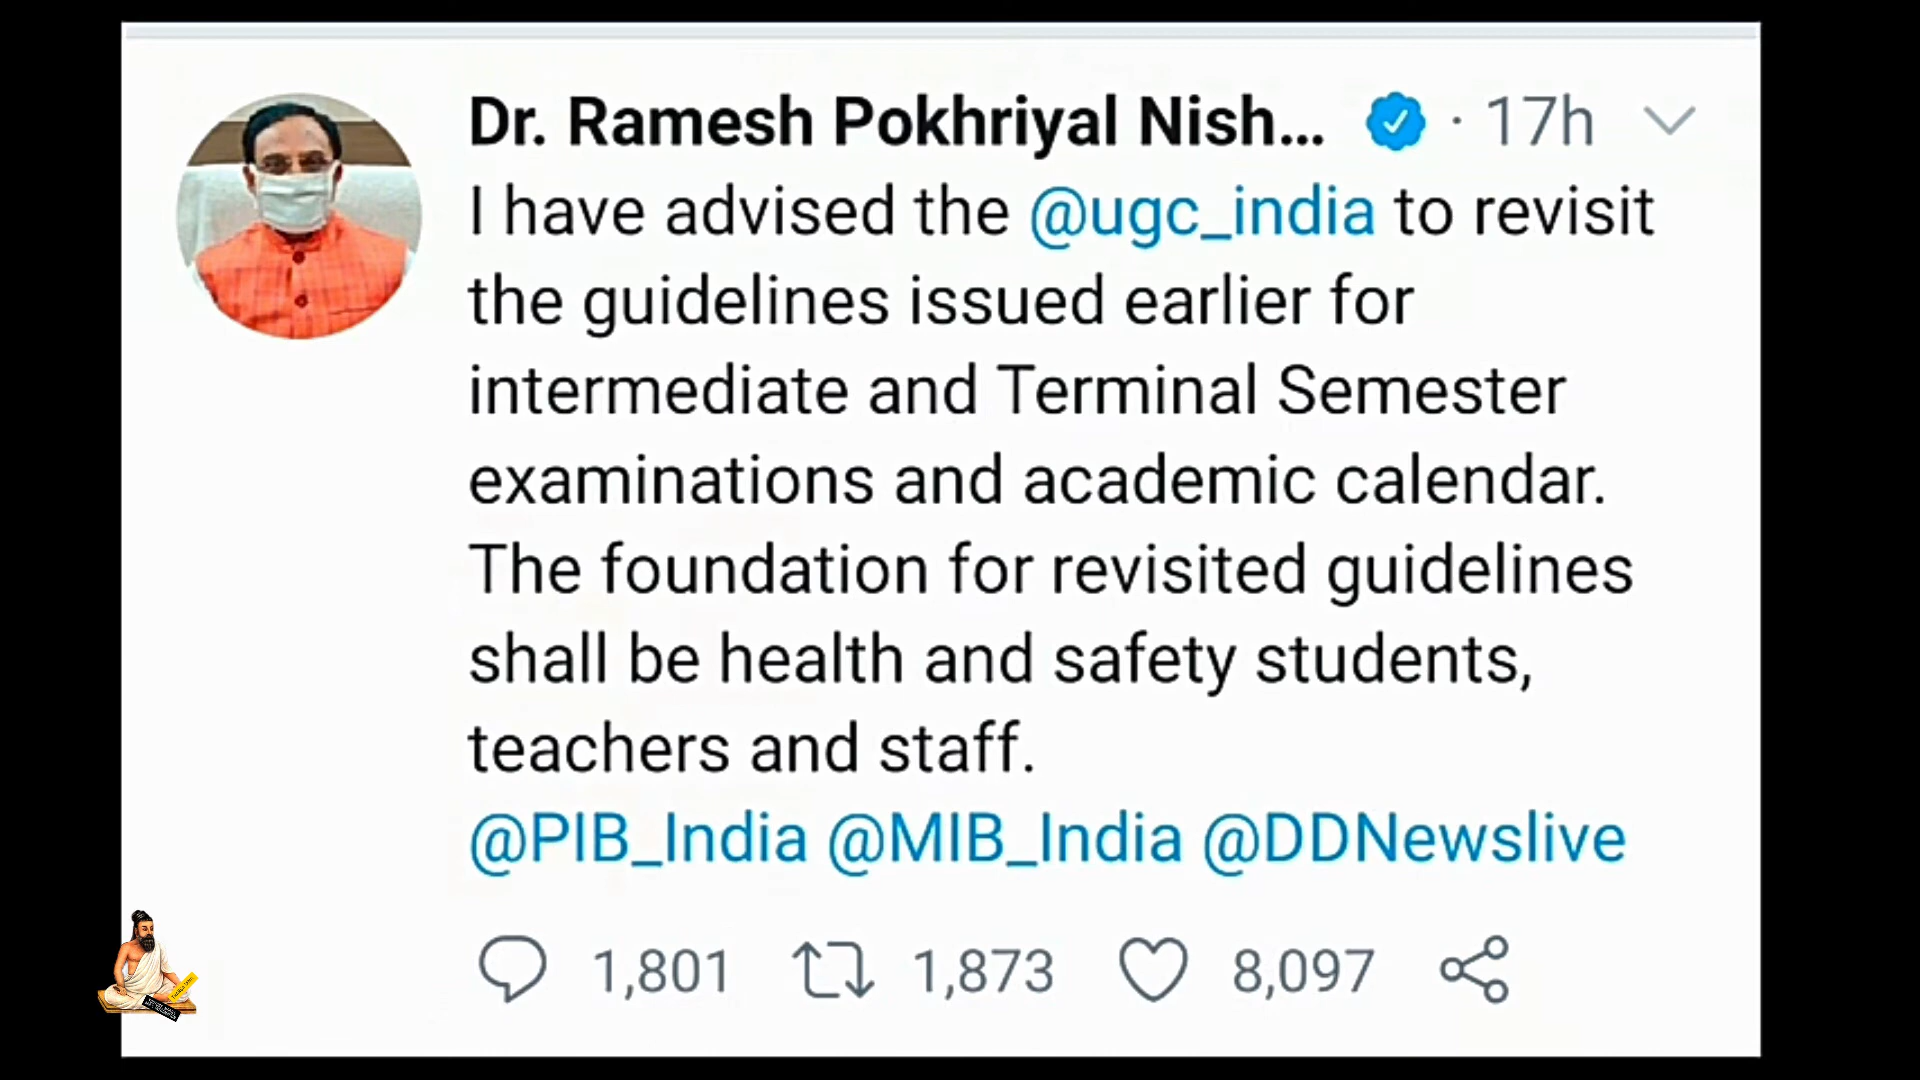 Dr. Ramesh Pokhriyal Nish... · 17h
I have advised the @ugc_india to revisit
the guidelines issued earlier for
intermediate and Terminal Semester
examinations and academic calendar.
The foundation for revisited guidelines
shall be health and safety students,
teachers and staff.
@PIB_India @MIB_India @DDNewslive
1,801 1,873 8,097